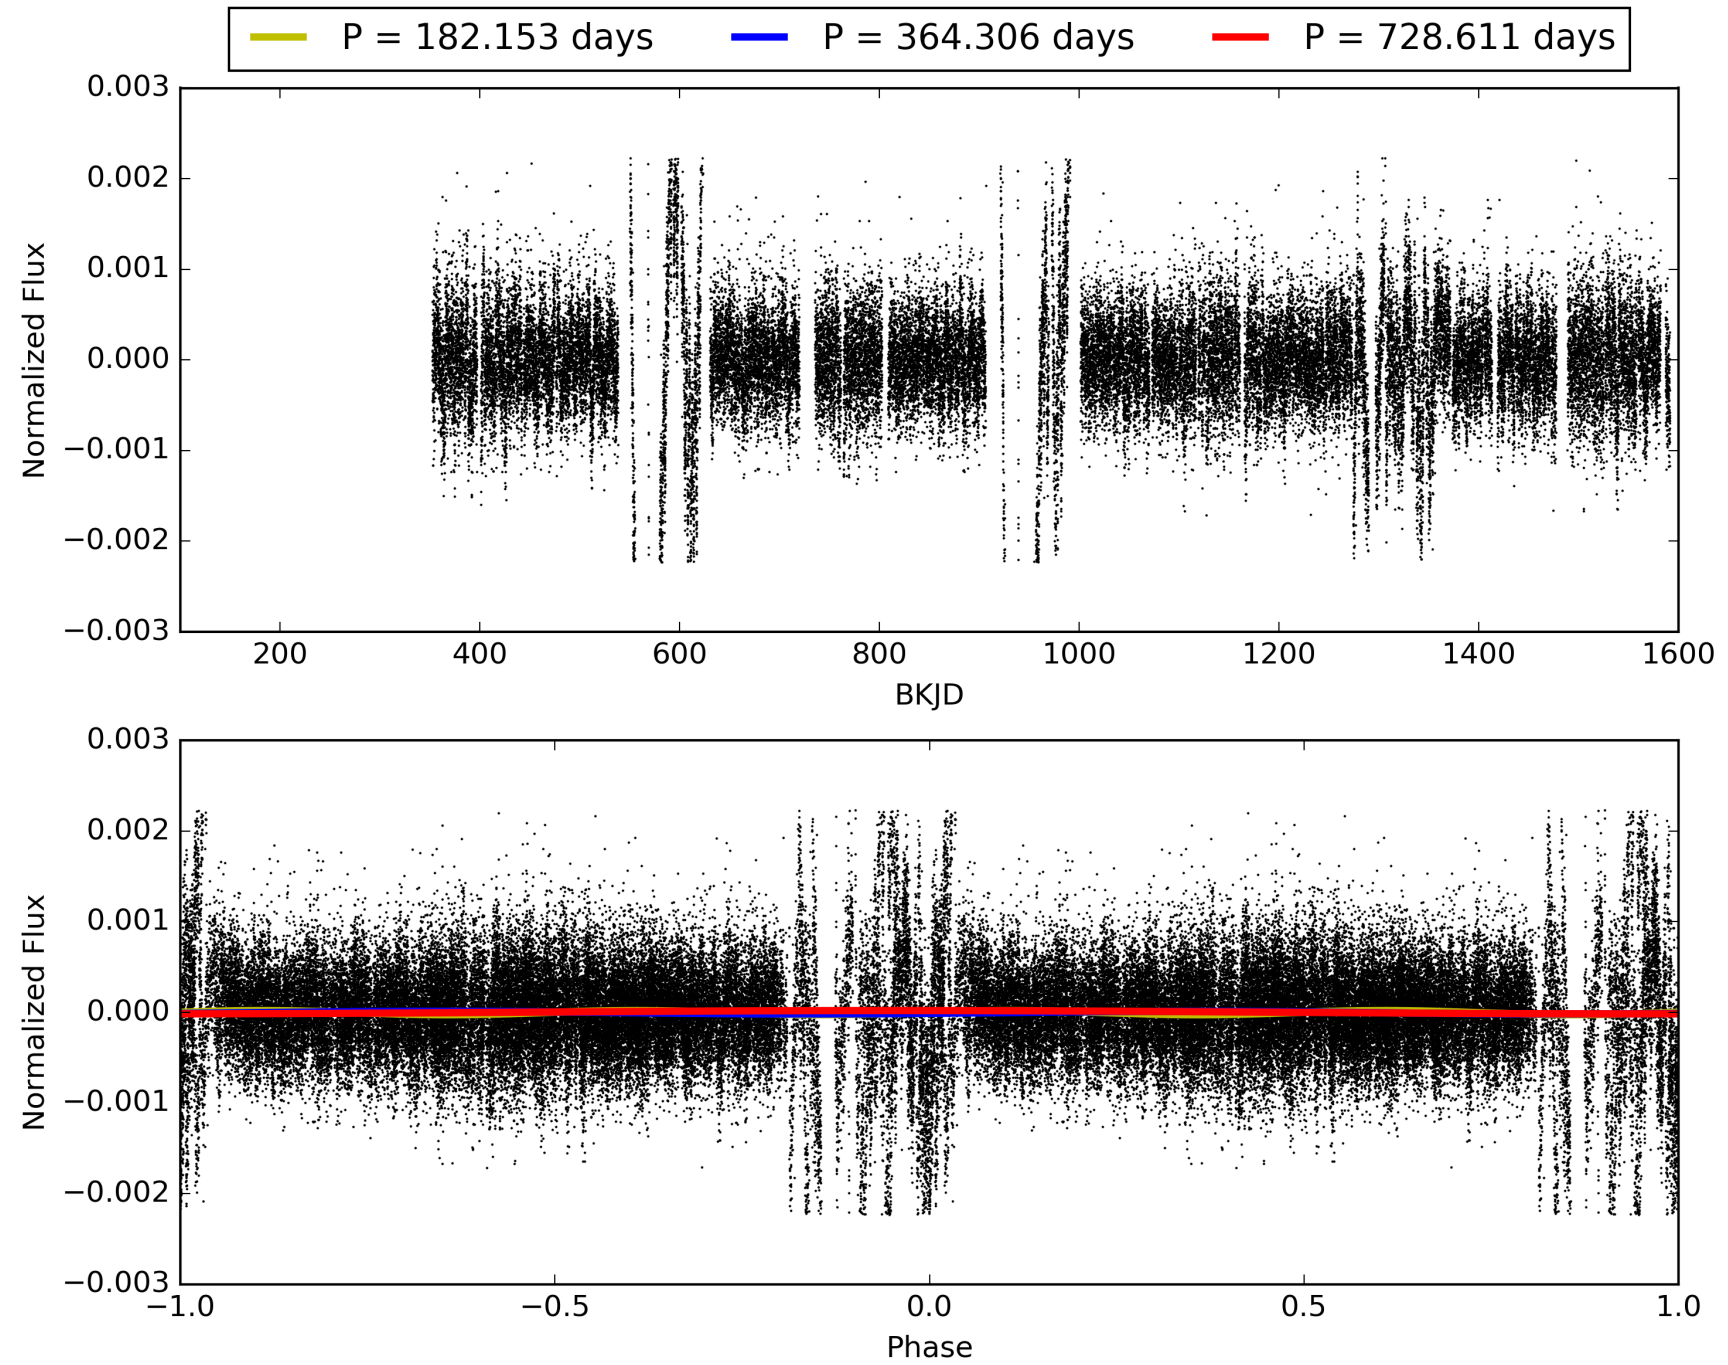 P = 182.153 days P = 364.306 days P = 728.611 days
0.003
0.002
0.001
0.000
−0.001
−0.002
−0.003
Normalized Flux
200 400 600 800 1000 1200 1400 1600
BKJD
0.003
0.002
0.001
0.000
−0.001
−0.002
−0.003
Normalized Flux
−1.0 −0.5 0.0 0.5 1.0
Phase